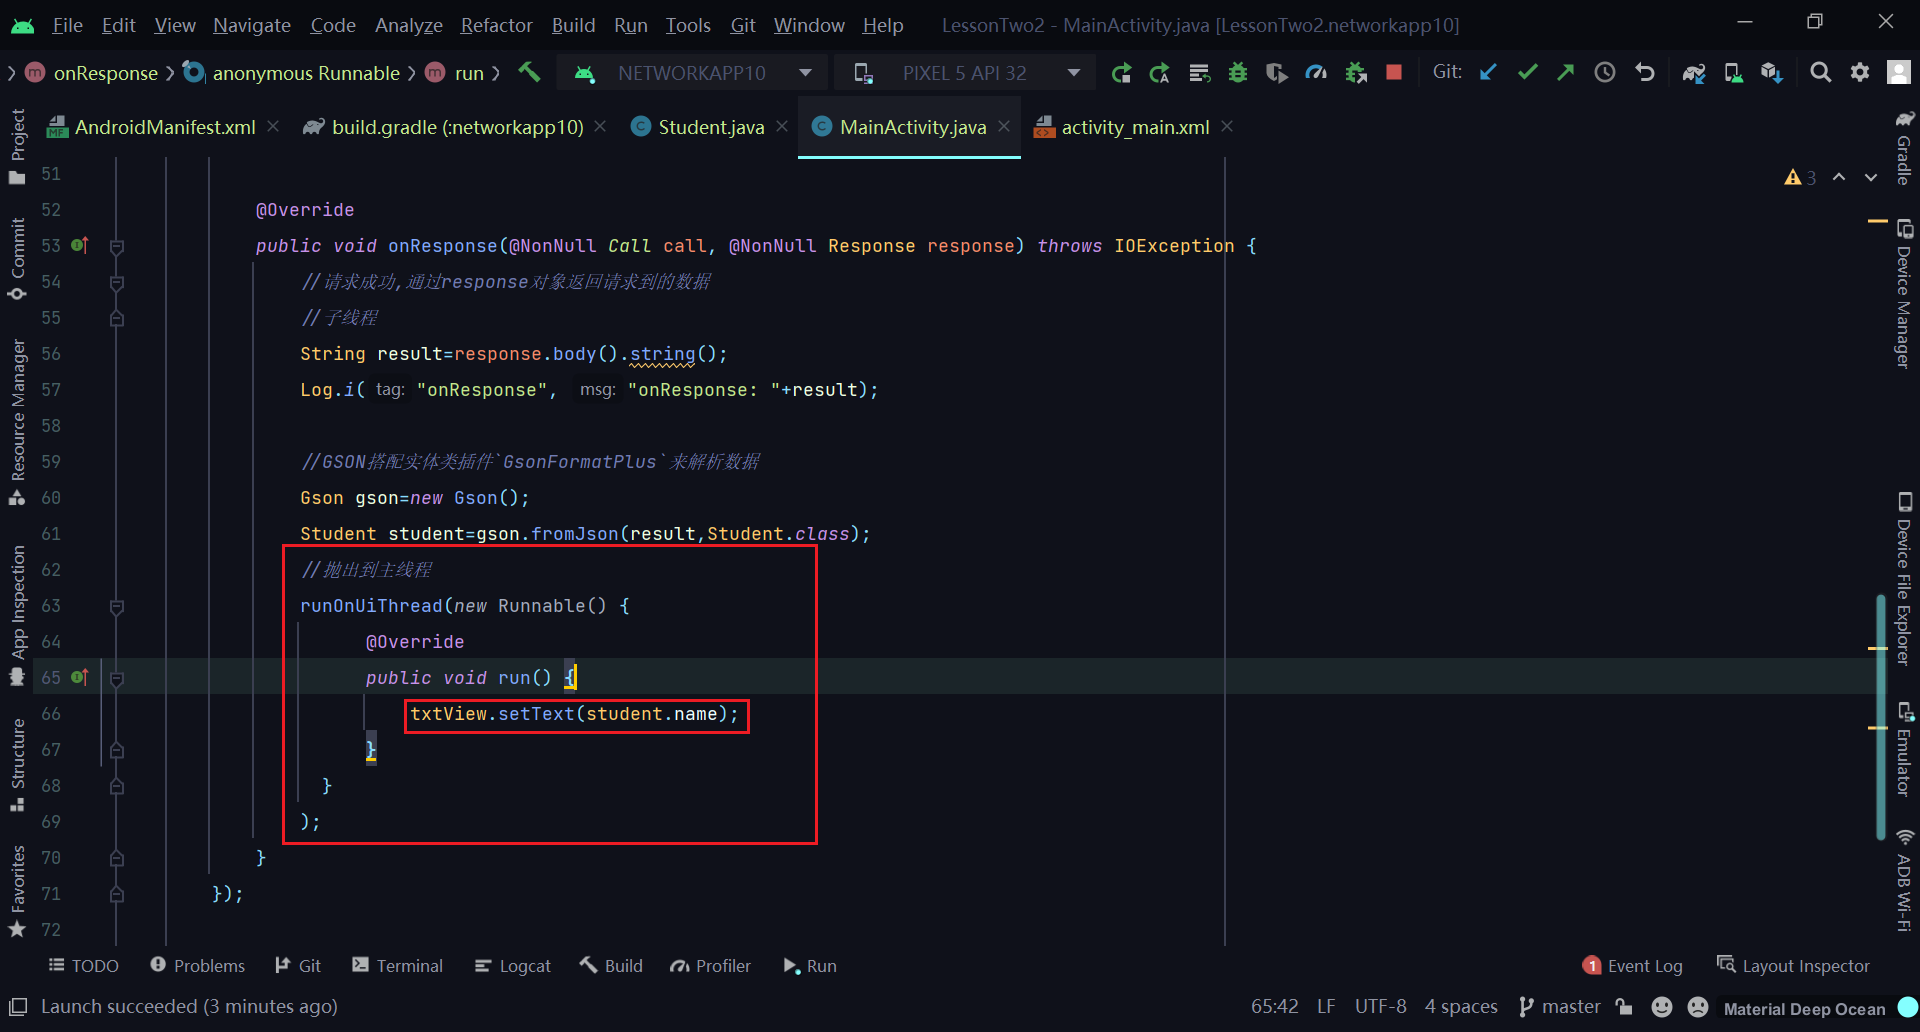 File Edit View Navigate Code Analyze Refactor Build Run Tools Git Window Help LessonTwo2 - MainActivity.java [LessonTwo2.networkapp10]
onResponse anonymous Runnable run NETWORKAPP10 PIXEL 5 API 32 Git:
AndroidManifest.xml build.gradle (:networkapp10) Student.java MainActivity.java activity_main.xml
Project
Commit
Resource Manager
App Inspection
Structure
Favorites
3
51
52 @Override
53 public void onResponse(@NonNull Call call, @NonNull Response response) throws IOException {
54 //请求成功,通过response对象返回请求到的数据
55 //子线程
56 String result=response.body().string();
57 Log.i( tag: "onResponse", msg: "onResponse: "+result);
58
59 //GSON搭配实体类插件`GsonFormatPlus`来解析数据
60 Gson gson=new Gson();
61 Student student=gson.fromJson(result,Student.class);
62 //抛出到主线程
63 runOnUiThread(new Runnable() {
64 @Override
65 public void run() {
66 txtView.setText(student.name);
67 }
68 }
69 );
70 }
71 });
72
Gradle
Device Manager
Device File Explorer
Emulator
ADB Wi-Fi
TODO Problems Git Terminal Logcat Build Profiler Run 1 Event Log Layout Inspector
Launch succeeded (3 minutes ago) 65:42 LF UTF-8 4 spaces master Material Deep Ocean